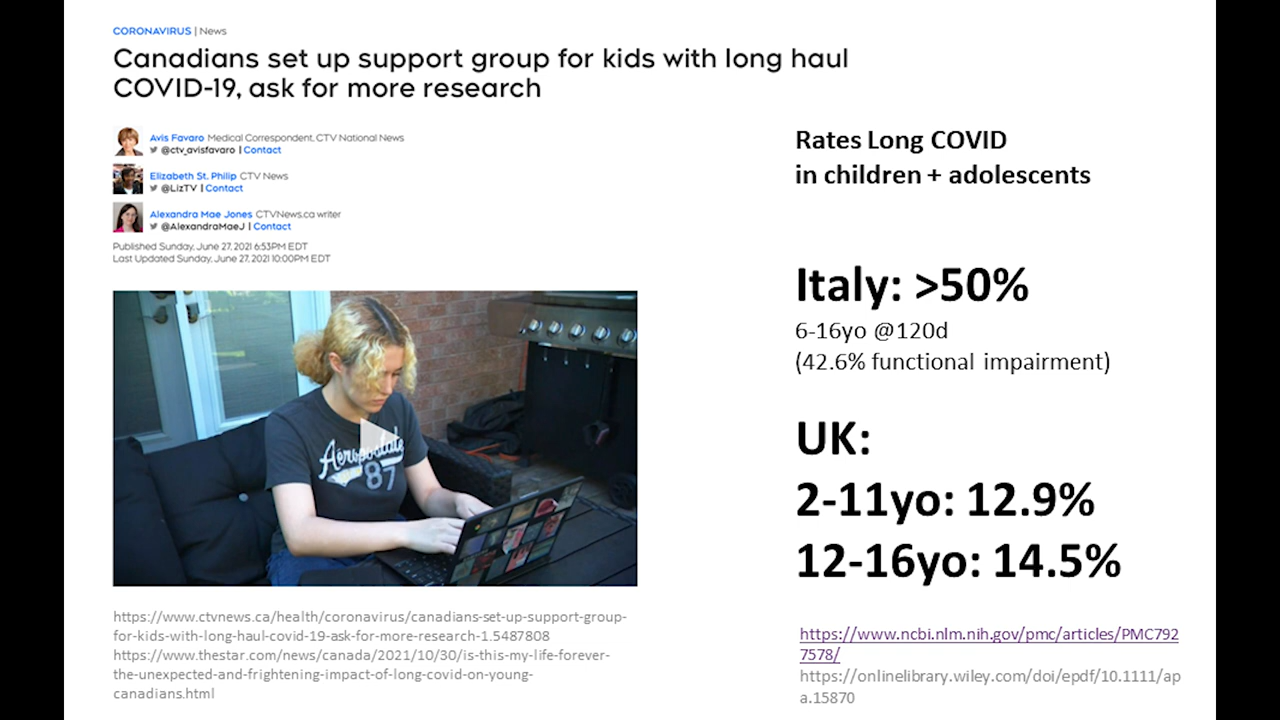 CORONAVIRUS | News
Canadians set up support group for kids with long haul
COVID-19, ask for more research
Avis Favaro Medical Correspondent, CTV National News
@ctv_avisfavaro | Contact
Elizabeth St. Philip CTV News
@LizTV | Contact
Alexandra Mae Jones CTVNews.ca writer
@AlexandraMaeJ | Contact
Published Sunday, June 27, 2021 6:53PM EDT
Last Updated Sunday, June 27, 2021 10:00PM EDT
Aéropostale
87
https://www.ctvnews.ca/health/coronavirus/canadians-set-up-support-group-
for-kids-with-long-haul-covid-19-ask-for-more-research-1.5487808
https://www.thestar.com/news/canada/2021/10/30/is-this-my-life-forever-
the-unexpected-and-frightening-impact-of-long-covid-on-young-
canadians.html
Rates Long COVID
in children + adolescents
Italy: >50%
6-16yo @120d
(42.6% functional impairment)
UK:
2-11yo: 12.9%
12-16yo: 14.5%
https://www.ncbi.nlm.nih.gov/pmc/articles/PMC792
7578/
https://onlinelibrary.wiley.com/doi/epdf/10.1111/ap
a.15870